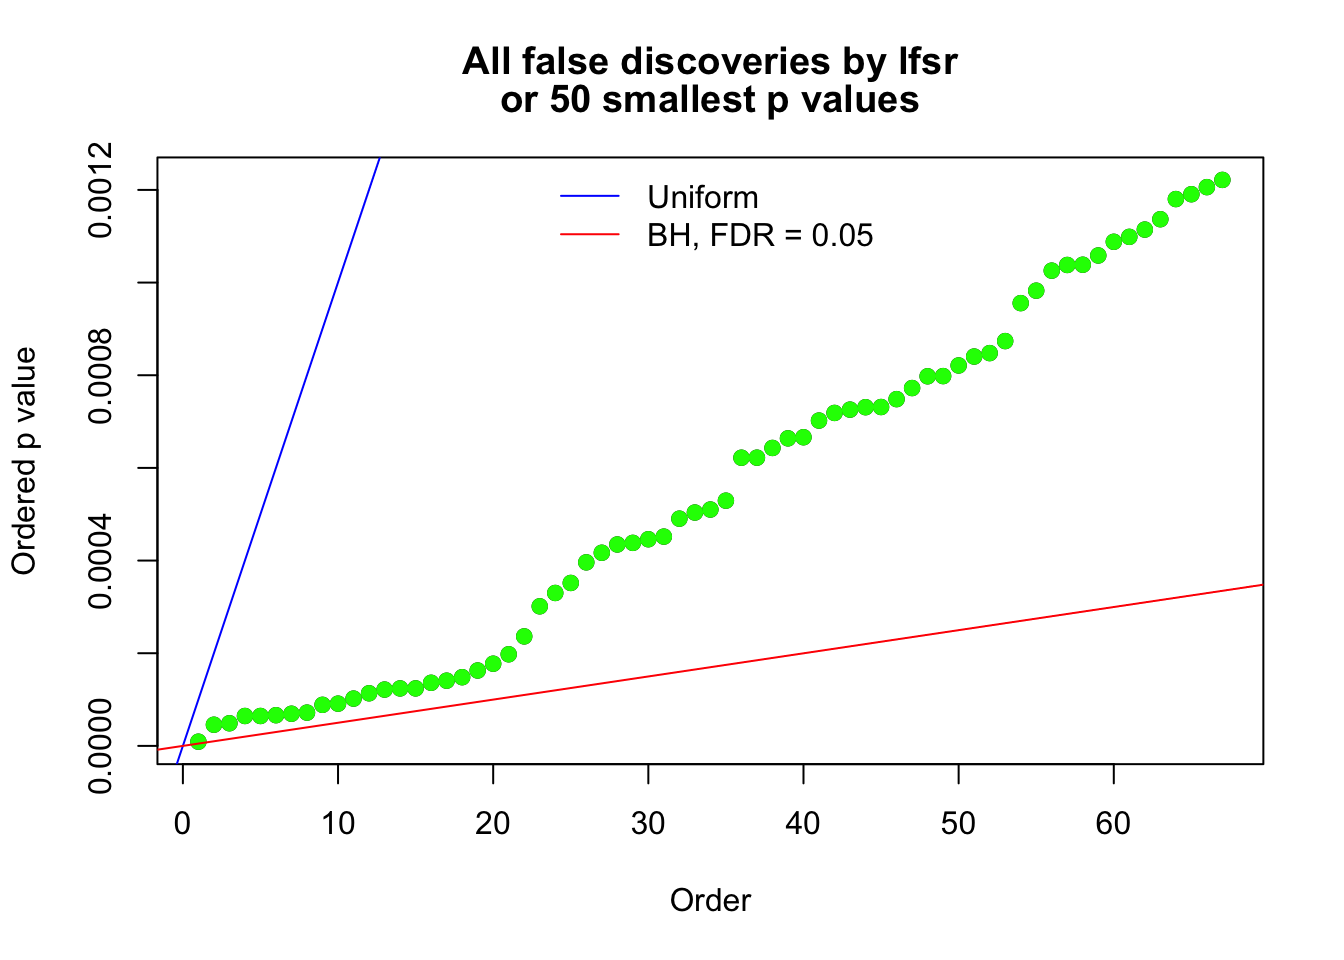 All false discoveries by lfsr
or 50 smallest p values
Uniform
BH, FDR = 0.05
Ordered p value
0.0012
0.0008
0.0004
0.0000
0 10 20 30 40 50 60
Order